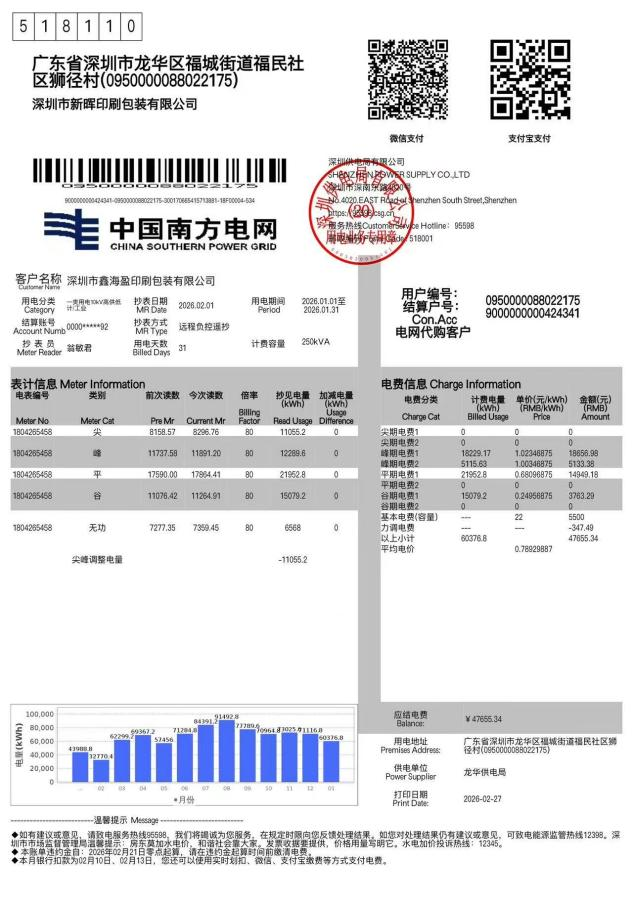 518110
广东省深圳市龙华区福城街道福民社
区狮径村(0950000088022175)
深圳市新晖印刷包装有限公司
微信支付
支付宝支付
0950000088022175
900000000424341-0950000088022175-300170665415713881-18F00004-534
中国南方电网
CHINA SOUTHERN POWER GRID
深圳供电局有限公司
SHENZHEN POWER SUPPLY CO.,LTD
深圳市深南东路4020号
No.4020,EAST Road of Shenzhen South Street,Shenzhen
https://95598.csg.cn
服务热线Customer Service Hotline: 95598
518001
深圳供电局有限公司
(20)
用电业务专用章
客户名称 深圳市鑫海盈印刷包装有限公司
Customer Name
用电分类 一类用电10kV高供低计/工业 抄表日期 2026.02.01 用电期间 2026.01.01至2026.01.31
Category MR Date Period
结算账号 0000*****92 抄表方式 远程负控遥抄
Account Numb MR Type
抄 表 员 翁敏君 用电天数 31 计费容量 250kVA
Meter Reader Billed Days
用户编号: 0950000088022175
结算户号: 9000000000424341
Con.Acc
电网代购客户
表计信息 Meter Information
电表编号 类别 前次读数 今次读数 倍率 抄见电量(kWh) 加减电量(kWh)
Meter No Meter Cat Pre Mr Current Mr Billing Factor Read Usage Usage Difference
1804265458 尖 8158.57 8296.76 80 11055.2 0
1804265458 峰 11737.58 11891.20 80 12289.6 0
1804265458 平 17590.00 17864.41 80 21952.8 0
1804265458 谷 11076.42 11264.91 80 15079.2 0
1804265458 无功 7277.35 7359.45 80 6568 0
尖峰调整电量 -11055.2
电费信息 Charge Information
电费分类 计费电量(kWh) 单价(元/kWh) 金额(元)
Charge Cat Billed Usage (RMB/kWh) Price (RMB) Amount
尖期电费1 0 0 0
尖期电费2 0 0 0
峰期电费1 18229.17 1.02346875 18656.98
峰期电费2 5115.63 1.00346875 5133.38
平期电费1 21952.8 0.68096875 14949.18
平期电费2 0 0 0
谷期电费1 15079.2 0.24956875 3763.29
谷期电费2 0 0 0
基本电费(容量) --- 22 5500
力调电费 --- --- -347.49
以上小计 60376.8 47655.34
平均电价 0.78929887
电量(kWh)
100,000
80,000
60,000
40,000
20,000
0
43988.8 32770.4 62299.2 69367.2 57456 71284.8 84391.2 91492.8 77789.6 70964.8 73025.6 71116.8 60376.8
... 02 03 04 05 06 07 08 09 10 11 12 01
月份
应结电费 ￥47655.34
Balance:
用电地址 广东省深圳市龙华区福城街道福民社区狮
Premises Address: 径村(0950000088022175)
供电单位 龙华供电局
Power Supplier
打印日期 2026-02-27
Print Date:
--------------------温馨提示 Message --------------------
◆如有建议或意见，请致电服务热线95598，我们将竭诚为您服务，在规定时限向您反馈处理结果。如您对处理结果仍有建议或意见，可致电能源监管热线12398。深
圳市市场监督管理局温馨提示：房东莫加水电价，和谐社会靠大家。发票收据要提供，价格用量写明它。水电加价投诉热线：12345。
◆ 本账单违约金自：2026年02月21日零点起算，请在违约金起算时间前缴清电费。
◆本月银行扣款为02月10日、02月13日，您还可以使用实时划扣、微信、支付宝缴费等方式支付电费。